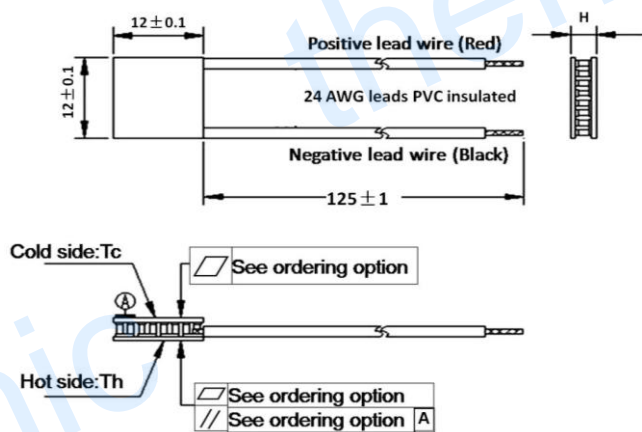 12±0.1
H
Positive lead wire (Red)
12±0.1
24 AWG leads PVC insulated
Negative lead wire (Black)
125±1
Cold side:Tc
See ordering option
A
Hot side:Th
See ordering option
// See ordering option A